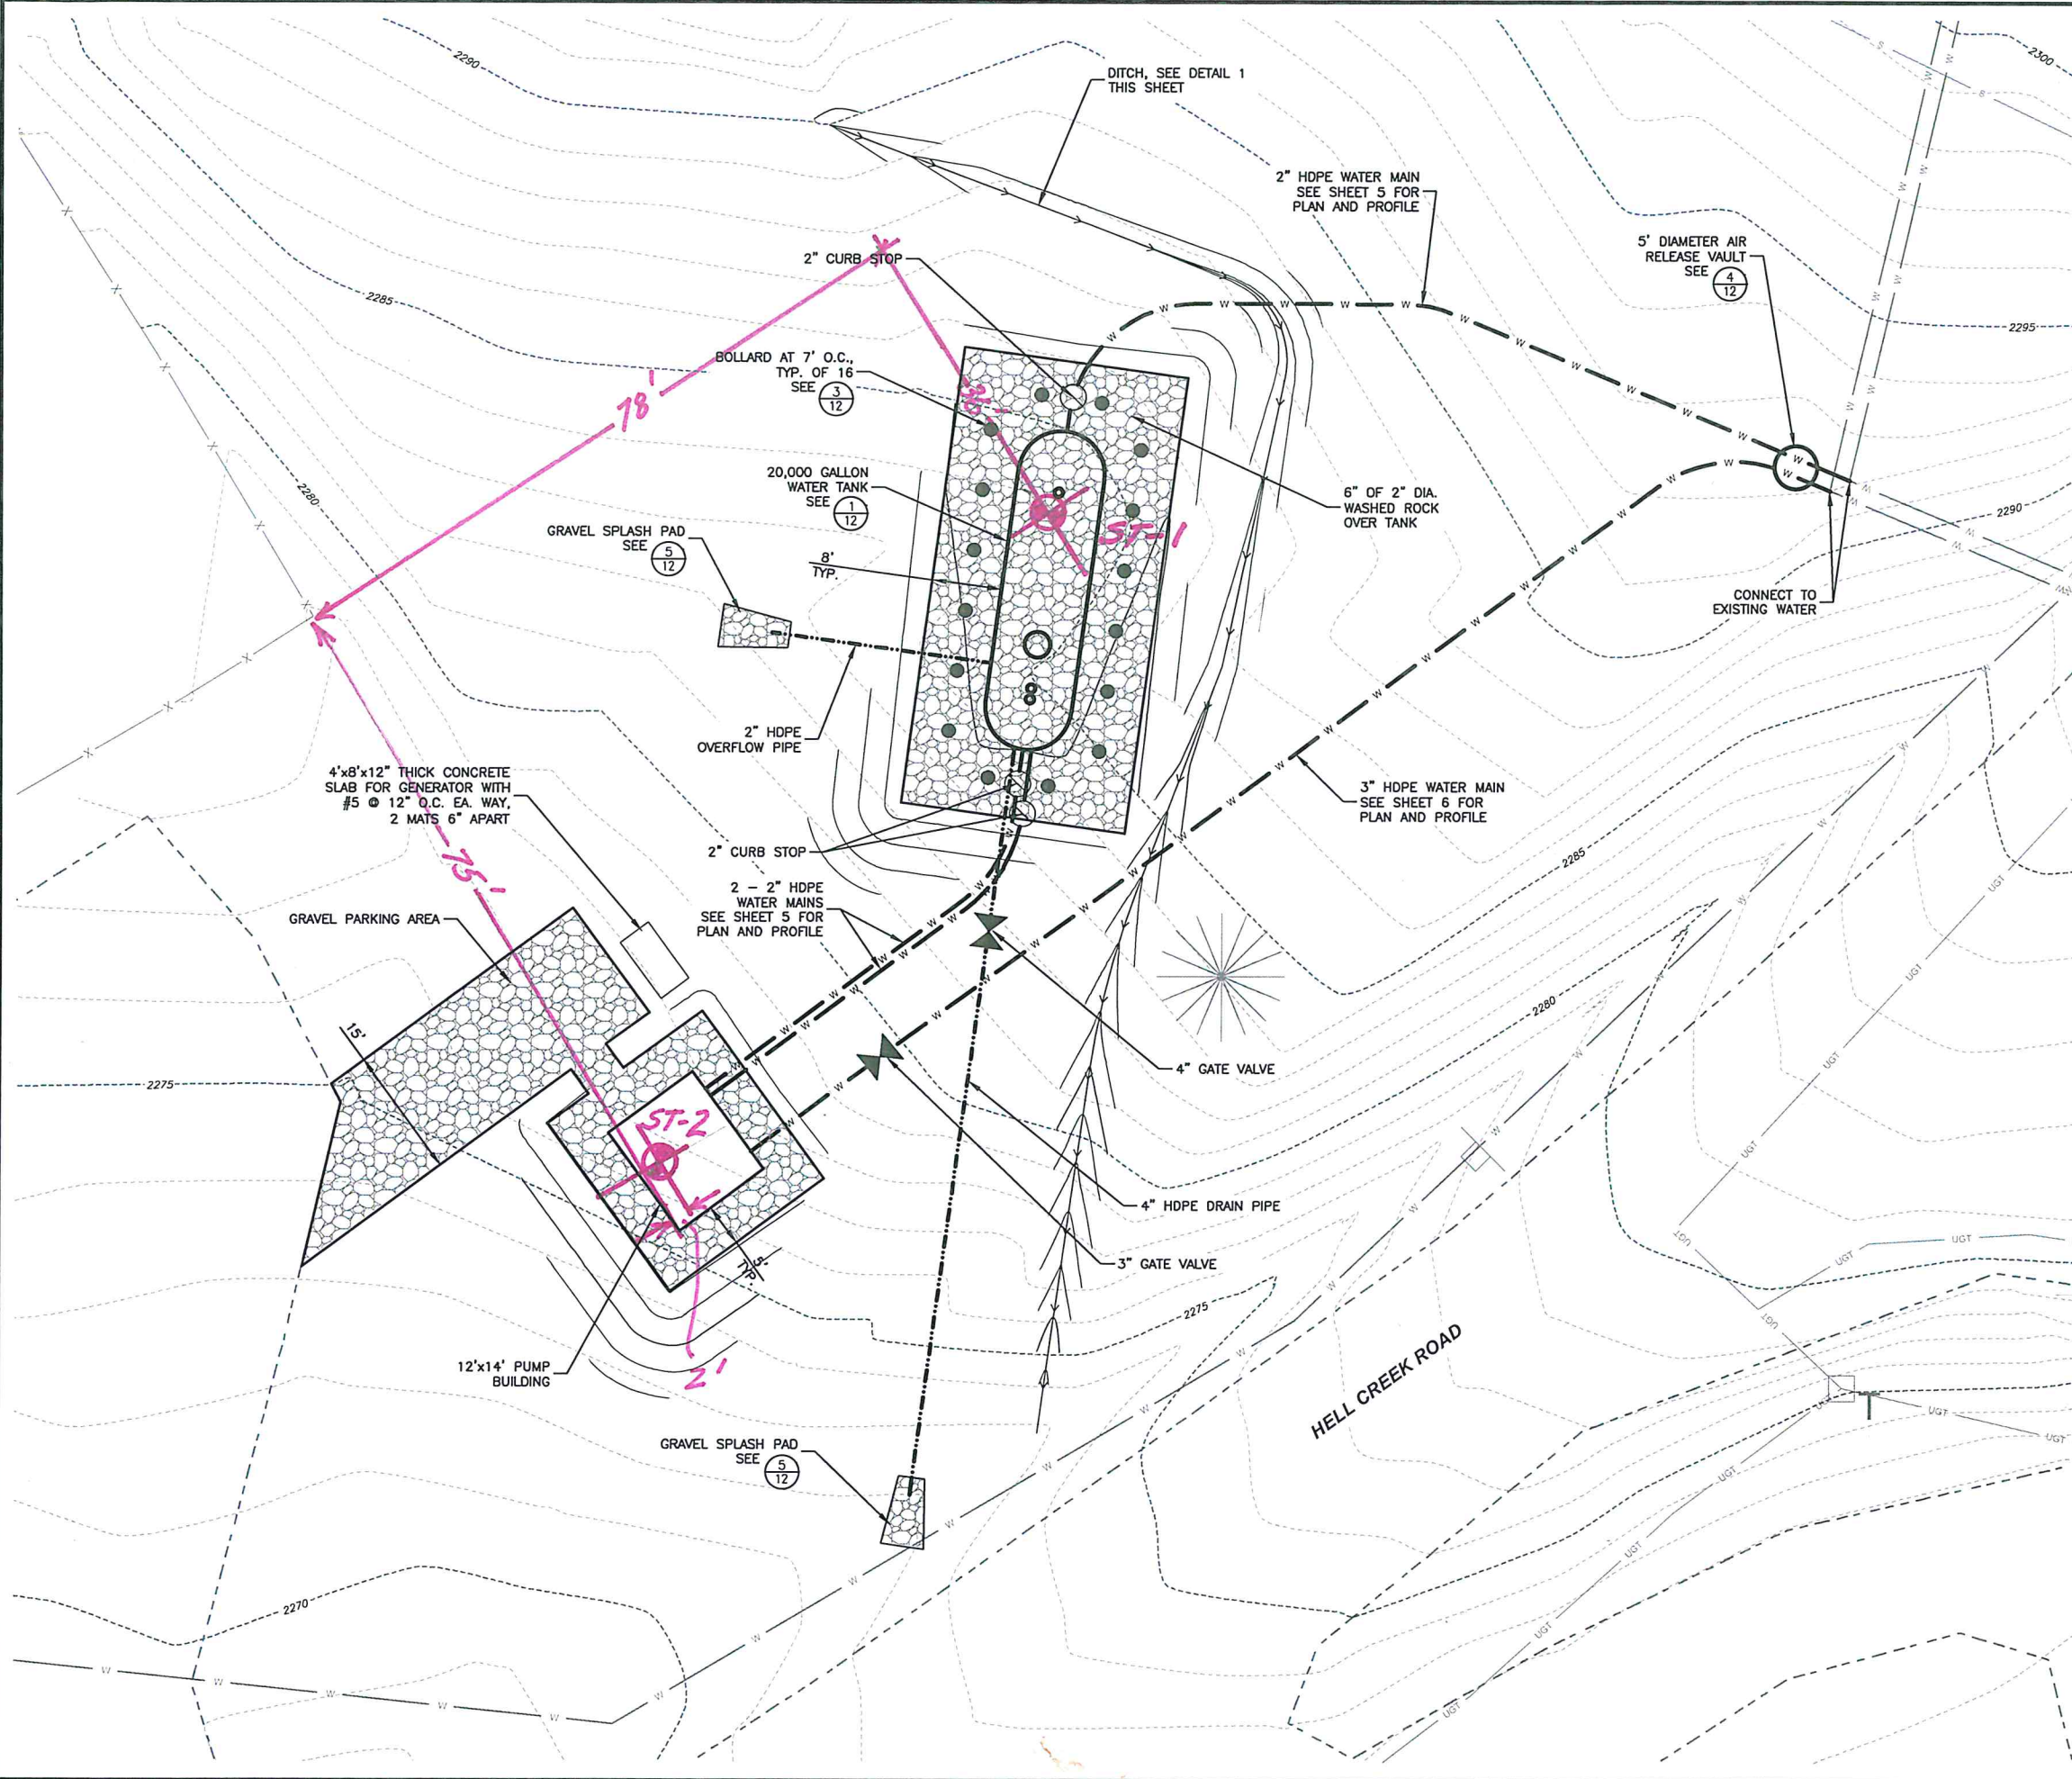 2290
2300
DITCH, SEE DETAIL 1
THIS SHEET
2" HDPE WATER MAIN
SEE SHEET 5 FOR
PLAN AND PROFILE
5' DIAMETER AIR
RELEASE VAULT
SEE 4
12
2" CURB STOP
2285
2295
BOLLARD AT 7' O.C.,
TYP. OF 16
SEE 3
12
78'
20,000 GALLON
WATER TANK
SEE 1
12
ST-1
6" OF 2" DIA.
WASHED ROCK
OVER TANK
2280
2290
GRAVEL SPLASH PAD
SEE 5
12
8'
TYP.
CONNECT TO
EXISTING WATER
2" HDPE
OVERFLOW PIPE
4'x8'x12" THICK CONCRETE
SLAB FOR GENERATOR WITH
#5 @ 12" O.C. EA. WAY,
2 MATS 6" APART
3" HDPE WATER MAIN
SEE SHEET 6 FOR
PLAN AND PROFILE
75'
2" CURB STOP
2285
2 - 2" HDPE
WATER MAINS
SEE SHEET 5 FOR
PLAN AND PROFILE
GRAVEL PARKING AREA
2280
15'
4" GATE VALVE
2275
ST-2
4" HDPE DRAIN PIPE
3" GATE VALVE
5'
TYP.
2275
12'x14' PUMP
BUILDING
2'
HELL CREEK ROAD
GRAVEL SPLASH PAD
SEE 5
12
2270
W
X
S
UGT
T